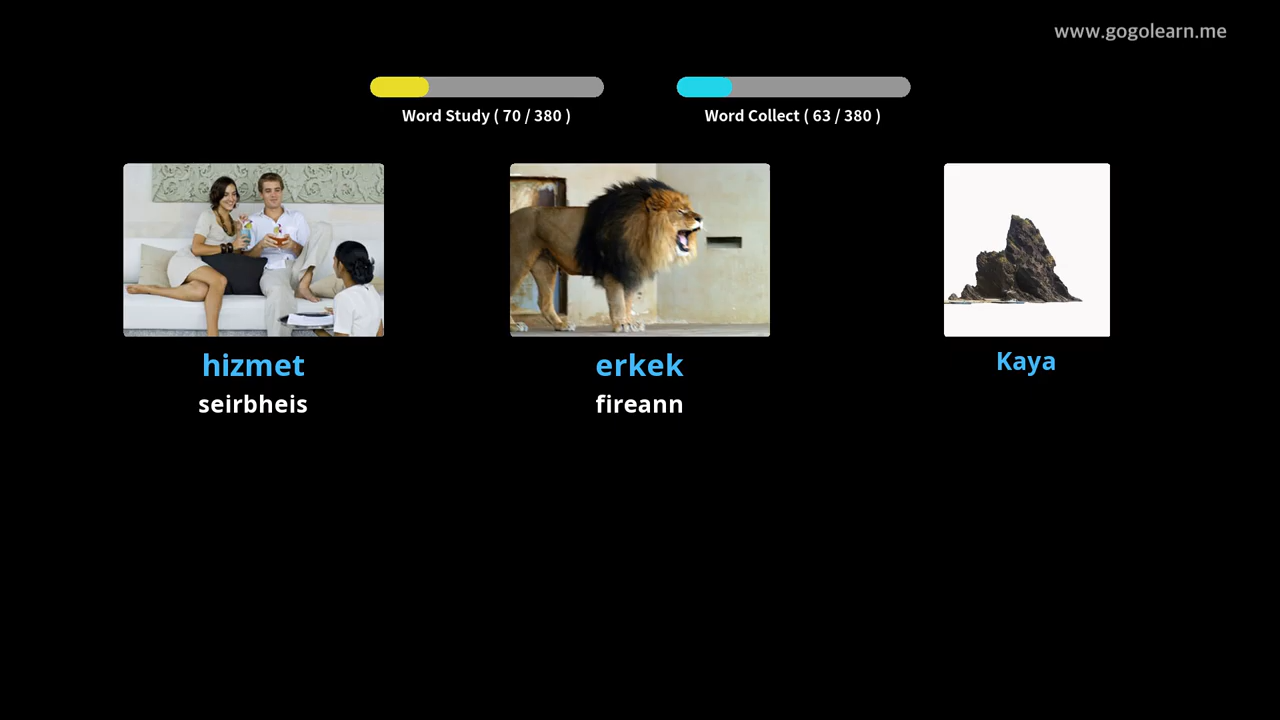 www.gogolearn.me
Word Study ( 70 / 380 )
Word Collect ( 63 / 380 )
hizmet
seirbheis
erkek
fireann
Kaya